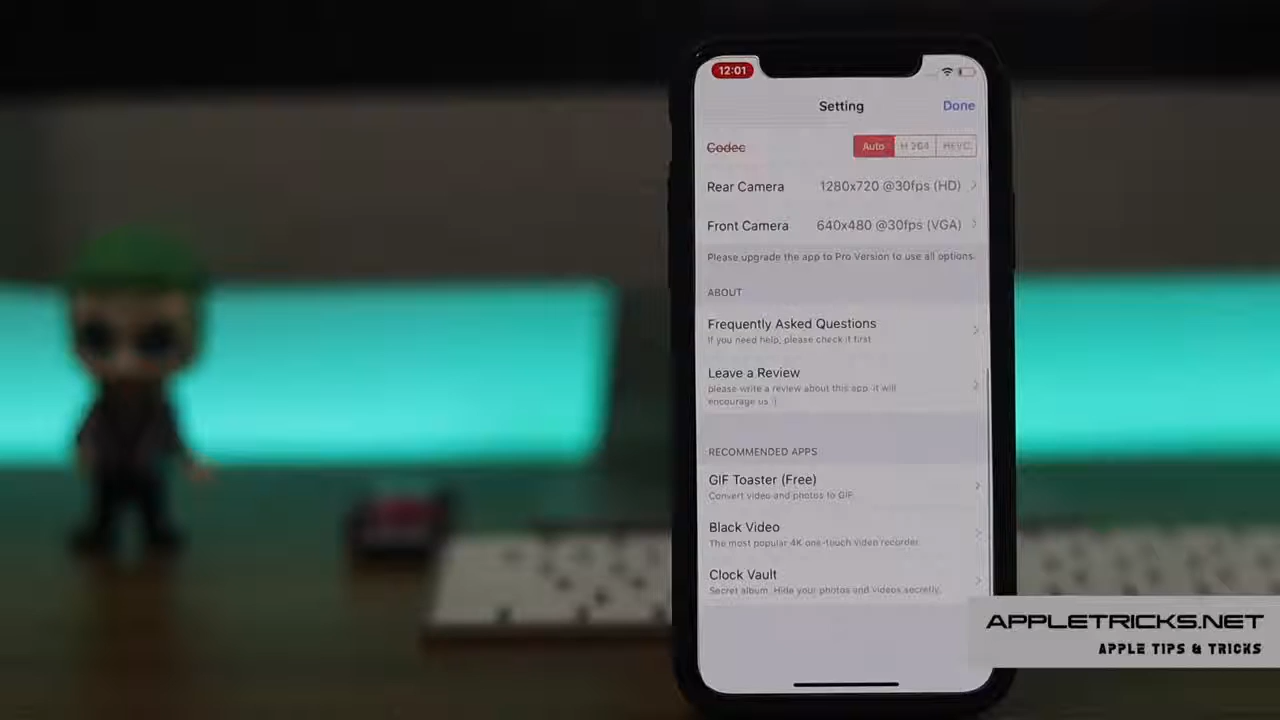 12:01
Setting
Done
Codec
Auto
H.264
HEVC
Rear Camera
1280x720 @30fps (HD)
Front Camera
640x480 @30fps (VGA)
Please upgrade the app to Pro Version to use all options.
ABOUT
Frequently Asked Questions
If you need help, please check it first
Leave a Review
please write a review about this app. it will
encourage us :)
RECOMMENDED APPS
GIF Toaster (Free)
Convert video and photos to GIF
Black Video
The most popular 4K one-touch video recorder.
Clock Vault
Secret album. Hide your photos and videos secretly.
APPLETRICKS.NET
APPLE TIPS & TRICKS